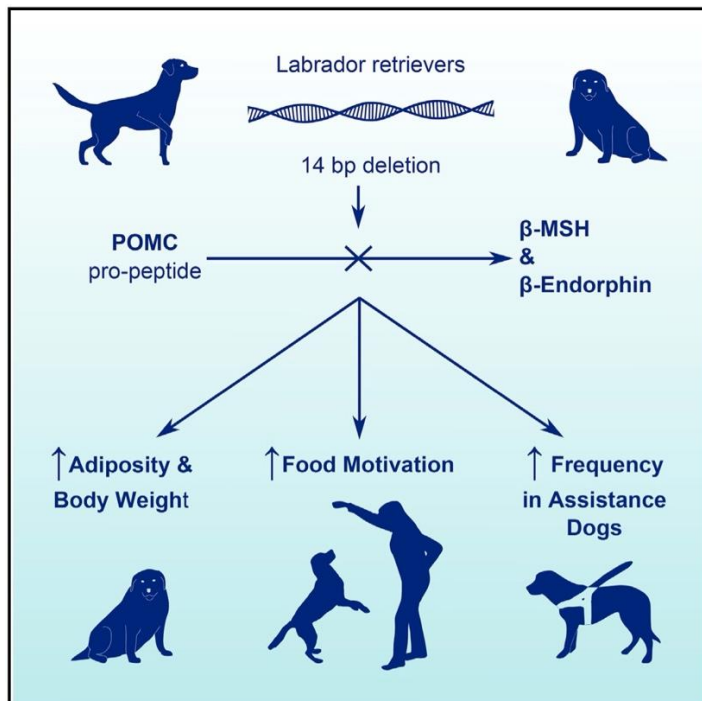 Labrador retrievers
14 bp deletion
POMC
pro-peptide
β-MSH
&
β-Endorphin
↑Adiposity &
Body Weight
↑Food Motivation
↑ Frequency
in Assistance
Dogs